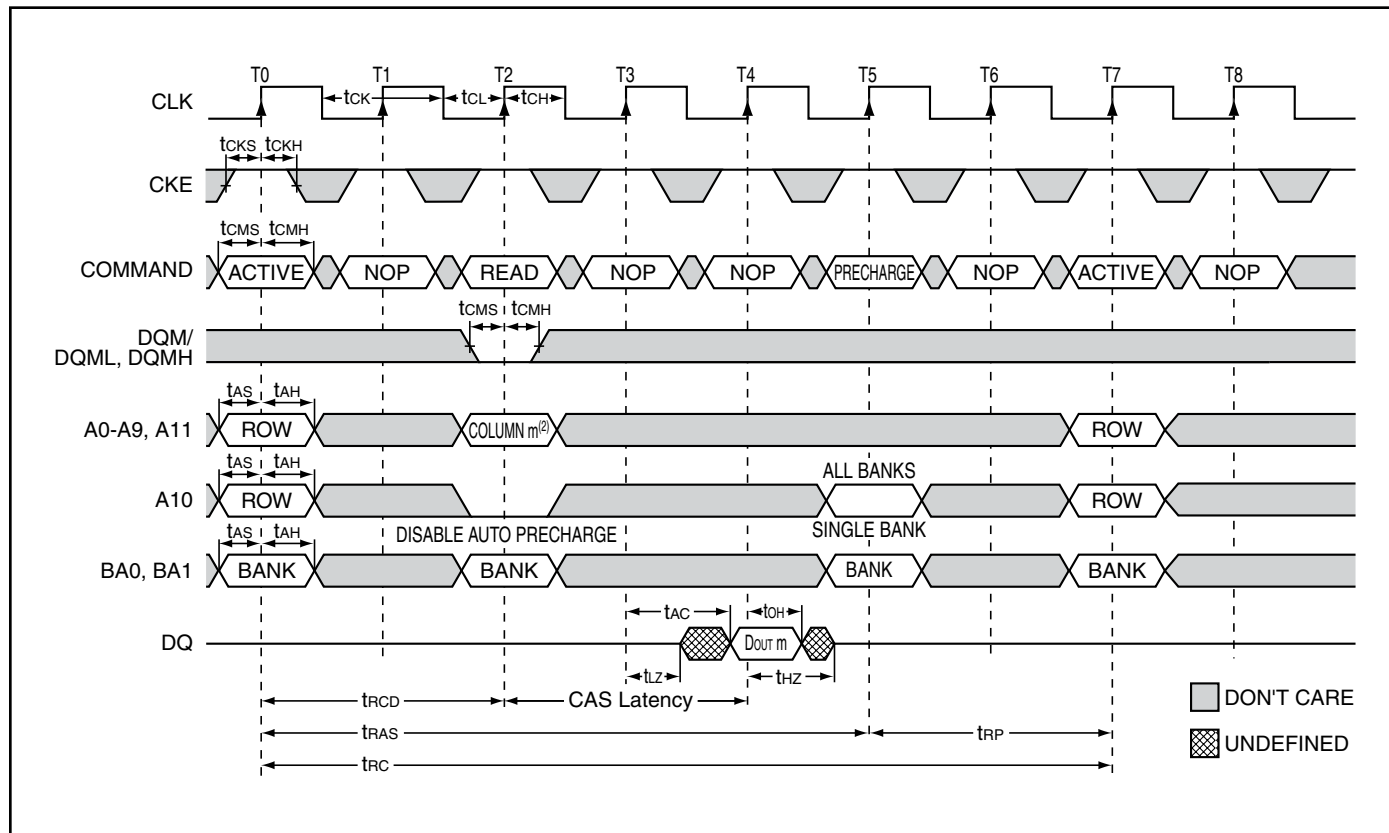 T0 T1 T2 T3 T4 T5 T6 T7 T8
CLK tCK tCL tCH
tCKS tCKH
CKE
tCMS tCMH
COMMAND ACTIVE NOP READ NOP NOP PRECHARGE NOP ACTIVE NOP
tCMS tCMH
DQM/
DQML, DQMH
tAS tAH
A0-A9, A11 ROW COLUMN m(2) ROW
tAS tAH ALL BANKS
A10 ROW ROW
DISABLE AUTO PRECHARGE SINGLE BANK
tAS tAH
BA0, BA1 BANK BANK BANK BANK
tAC tOH
DQ DOUT m
tLZ tHZ
tRCD CAS Latency
DON'T CARE
tRAS tRP
UNDEFINED
tRC